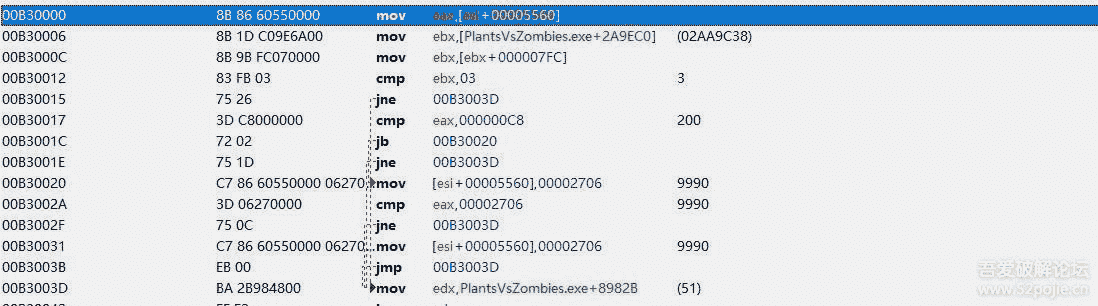 00B30000 8B 86 60550000 mov eax,[esi+00005560]
00B30006 8B 1D C09E6A00 mov ebx,[PlantsVsZombies.exe+2A9EC0] (02AA9C38)
00B3000C 8B 9B FC070000 mov ebx,[ebx+000007FC]
00B30012 83 FB 03 cmp ebx,03 3
00B30015 75 26 jne 00B3003D
00B30017 3D C8000000 cmp eax,000000C8 200
00B3001C 72 02 jb 00B30020
00B3001E 75 1D jne 00B3003D
00B30020 C7 86 60550000 06270... mov [esi+00005560],00002706 9990
00B3002A 3D 06270000 cmp eax,00002706 9990
00B3002F 75 0C jne 00B3003D
00B30031 C7 86 60550000 06270... mov [esi+00005560],00002706 9990
00B3003B EB 00 jmp 00B3003D
00B3003D BA 2B984800 mov edx,PlantsVsZombies.exe+8982B (51)
吾爱破解论坛
www.52pojie.cn